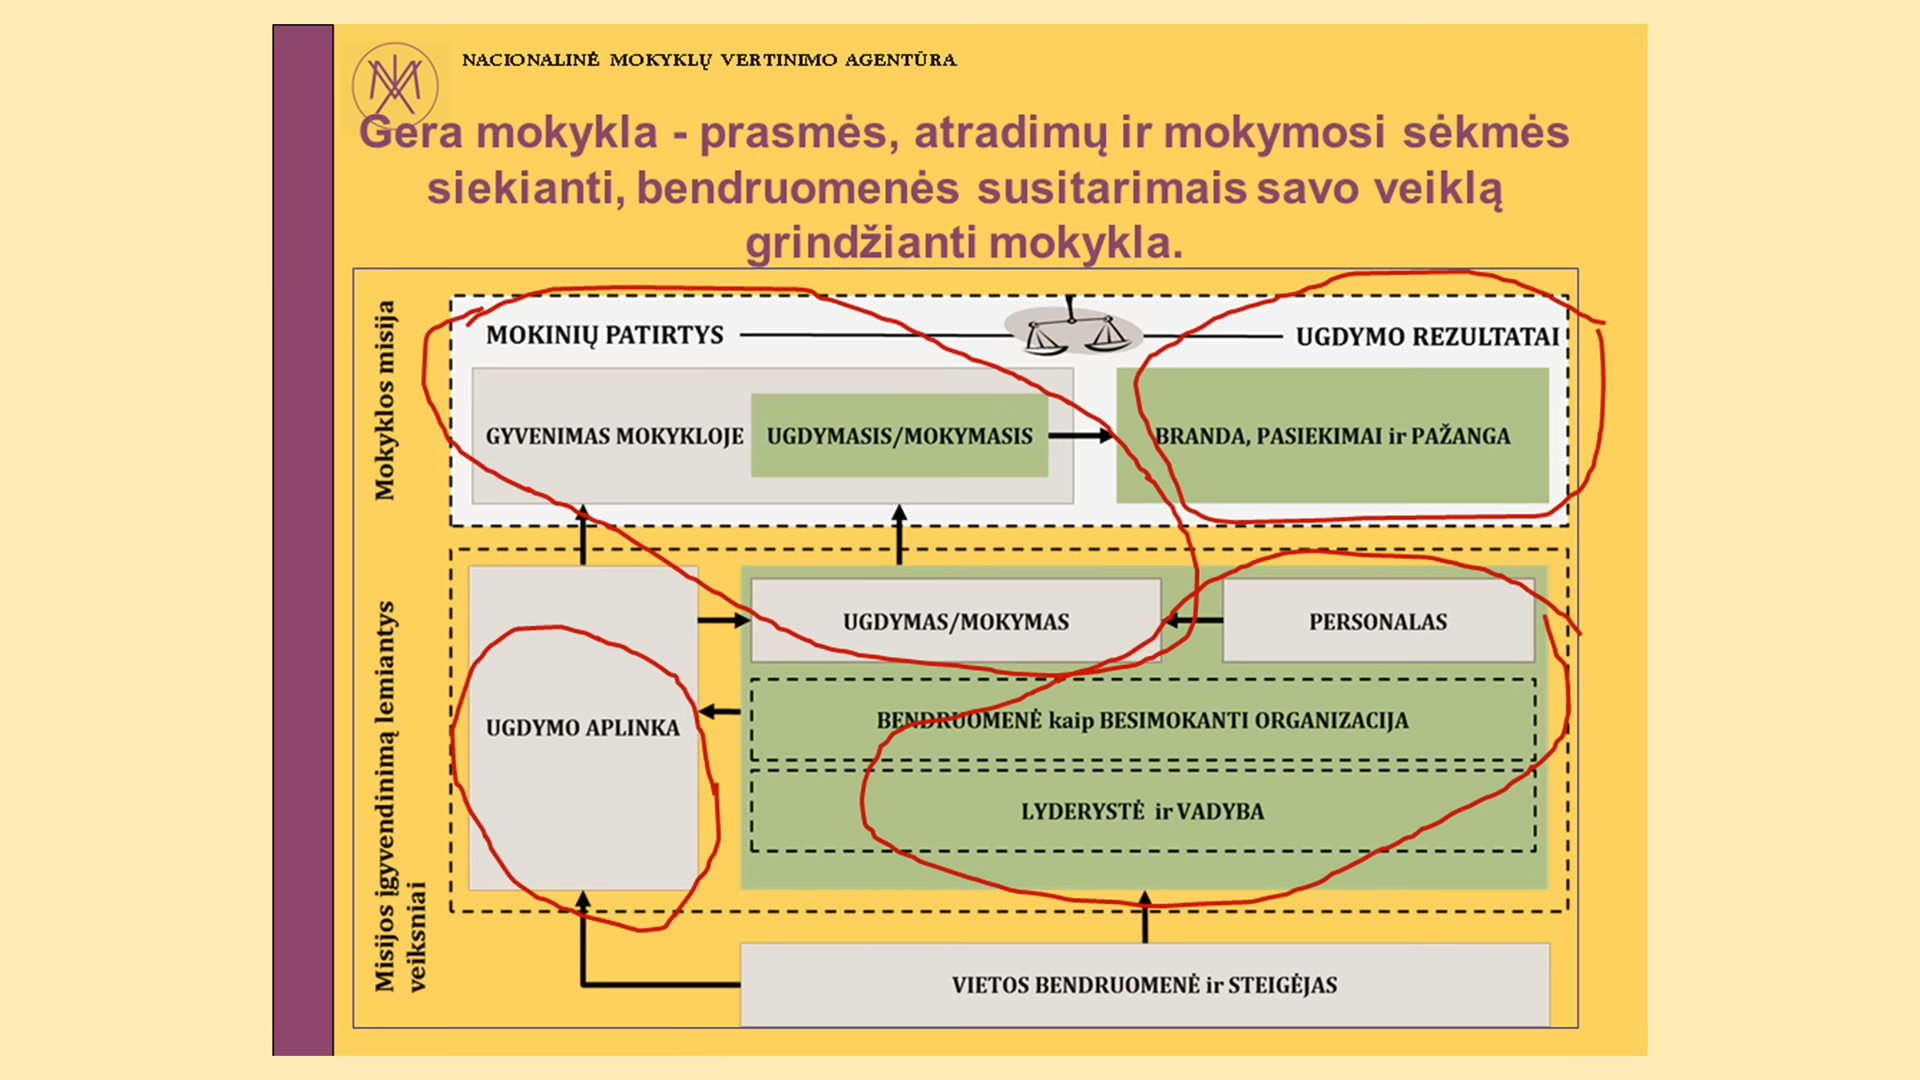 NACIONALINĖ MOKYKLŲ VERTINIMO AGENTŪRA
Gera mokykla - prasmės, atradimų ir mokymosi sėkmės
siekianti, bendruomenės susitarimais savo veiklą
grindžianti mokykla.
Mokyklos misija
MOKINIŲ PATIRTYS
UGDYMO REZULTATAI
GYVENIMAS MOKYKLOJE
UGDYMASIS/MOKYMASIS
BRANDA, PASIEKIMAI ir PAŽANGA
Misijos įgyvendinimą lemiantys
veiksniai
UGDYMO APLINKA
UGDYMAS/MOKYMAS
PERSONALAS
BENDRUOMENĖ kaip BESIMOKANTI ORGANIZACIJA
LYDERYSTĖ ir VADYBA
VIETOS BENDRUOMENĖ ir STEIGĖJAS